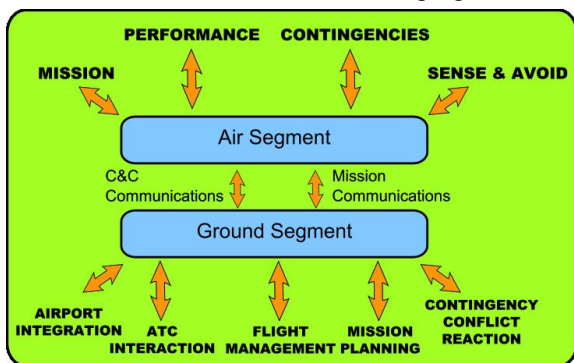 PERFORMANCE
CONTINGENCIES
MISSION
SENSE & AVOID
Air Segment
C&C
Communications
Mission
Communications
Ground Segment
AIRPORT
INTEGRATION
ATC
INTERACTION
FLIGHT
MANAGEMENT
MISSION
PLANNING
CONTINGENCY
CONFLICT
REACTION